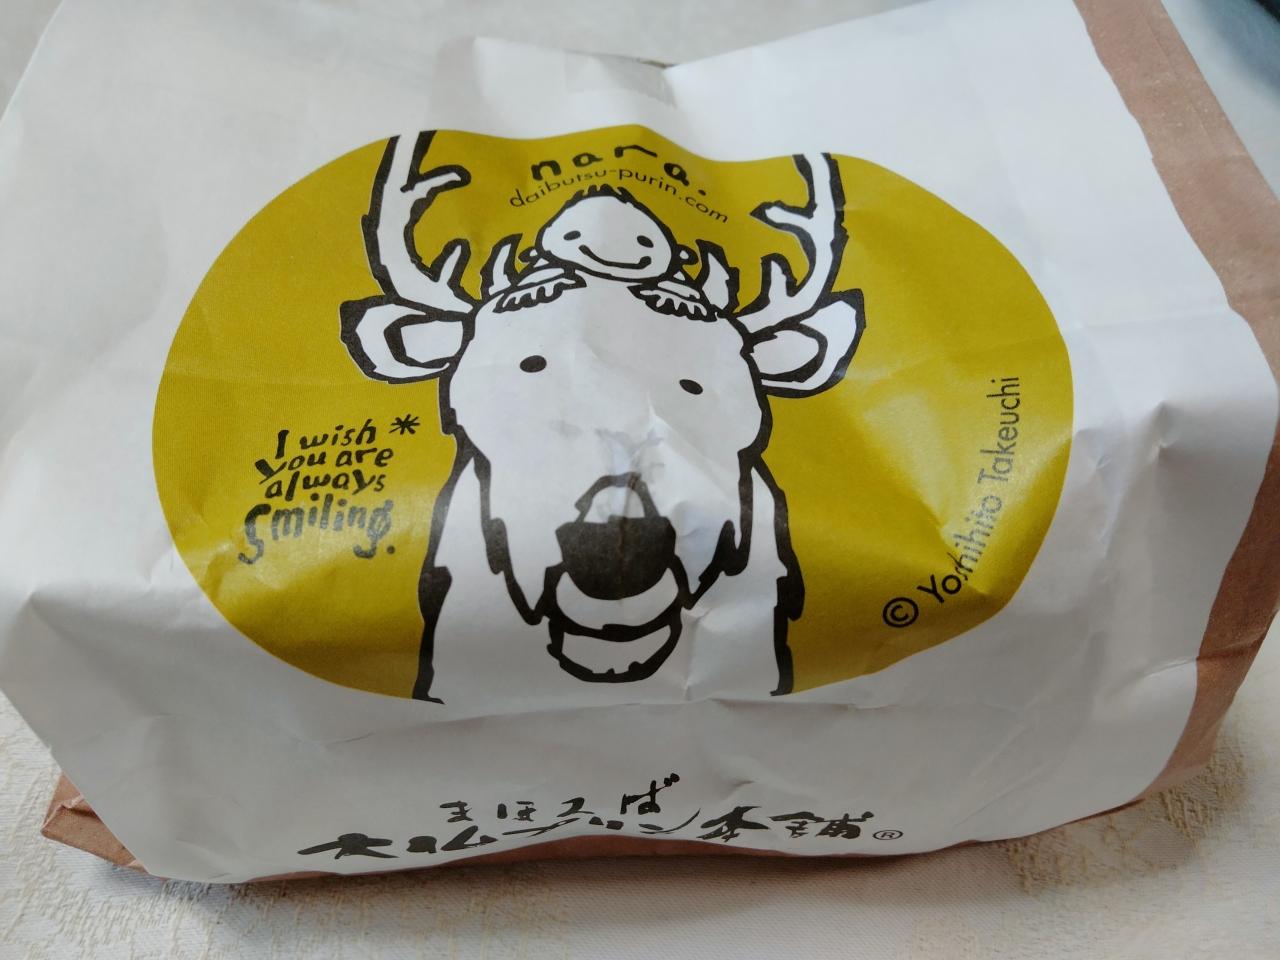 nara.
daibutsu-purin.com
I wish
you are
always
smiling.
© Yoshihito Takeuchi
まほろば
大仏プリン本舗®